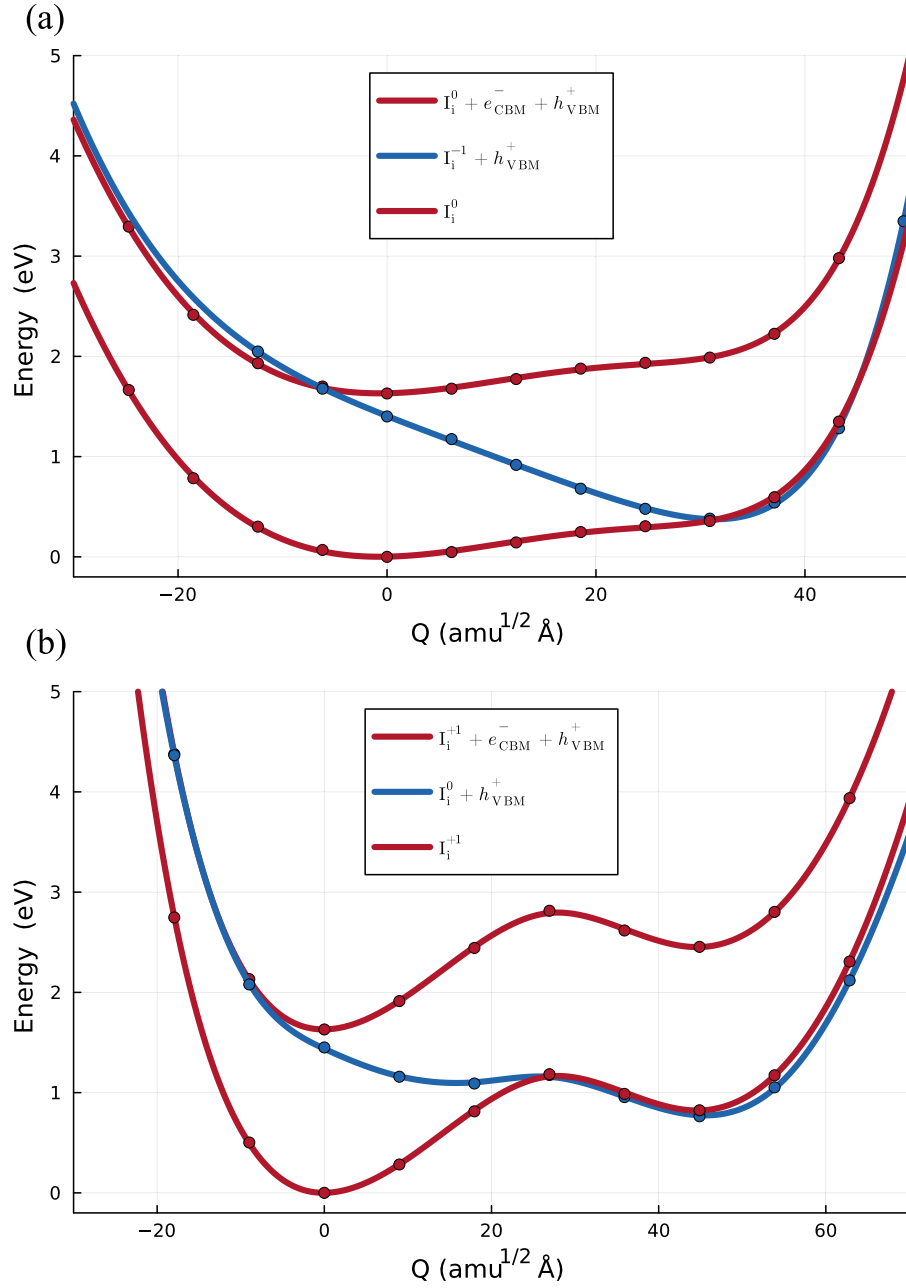 (a)
5
4
3
2
1
0
Energy (eV)
I_i^0 + e^-_CBM + h^+_VBM
I_i^{-1} + h^+_VBM
I_i^0
−20 0 20 40
Q (amu^{1/2} Å)
(b)
5
4
3
2
1
0
Energy (eV)
I_i^{+1} + e^-_CBM + h^+_VBM
I_i^0 + h^+_VBM
I_i^{+1}
−20 0 20 40 60
Q (amu^{1/2} Å)